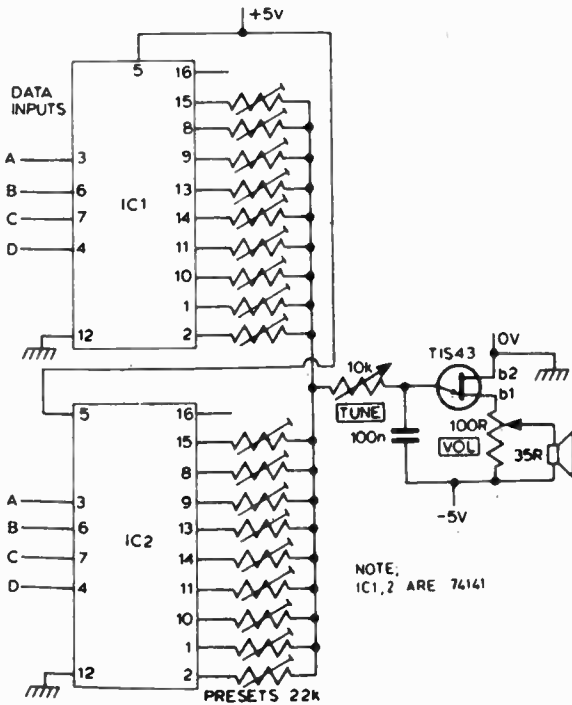 +5v
5
16
DATA
INPUTS
15
8
A
3
9
B
6
13
IC1
C
7
14
D
4
11
10
1
12
2
10k
TIS43
0V
b2
b1
TUNE
100n
100R
VOL
35R
-5V
5
16
15
8
A
3
9
B
6
13
IC2
C
7
14
D
4
11
10
1
12
2
NOTE;
IC1,2 ARE 74141
PRESETS 22k